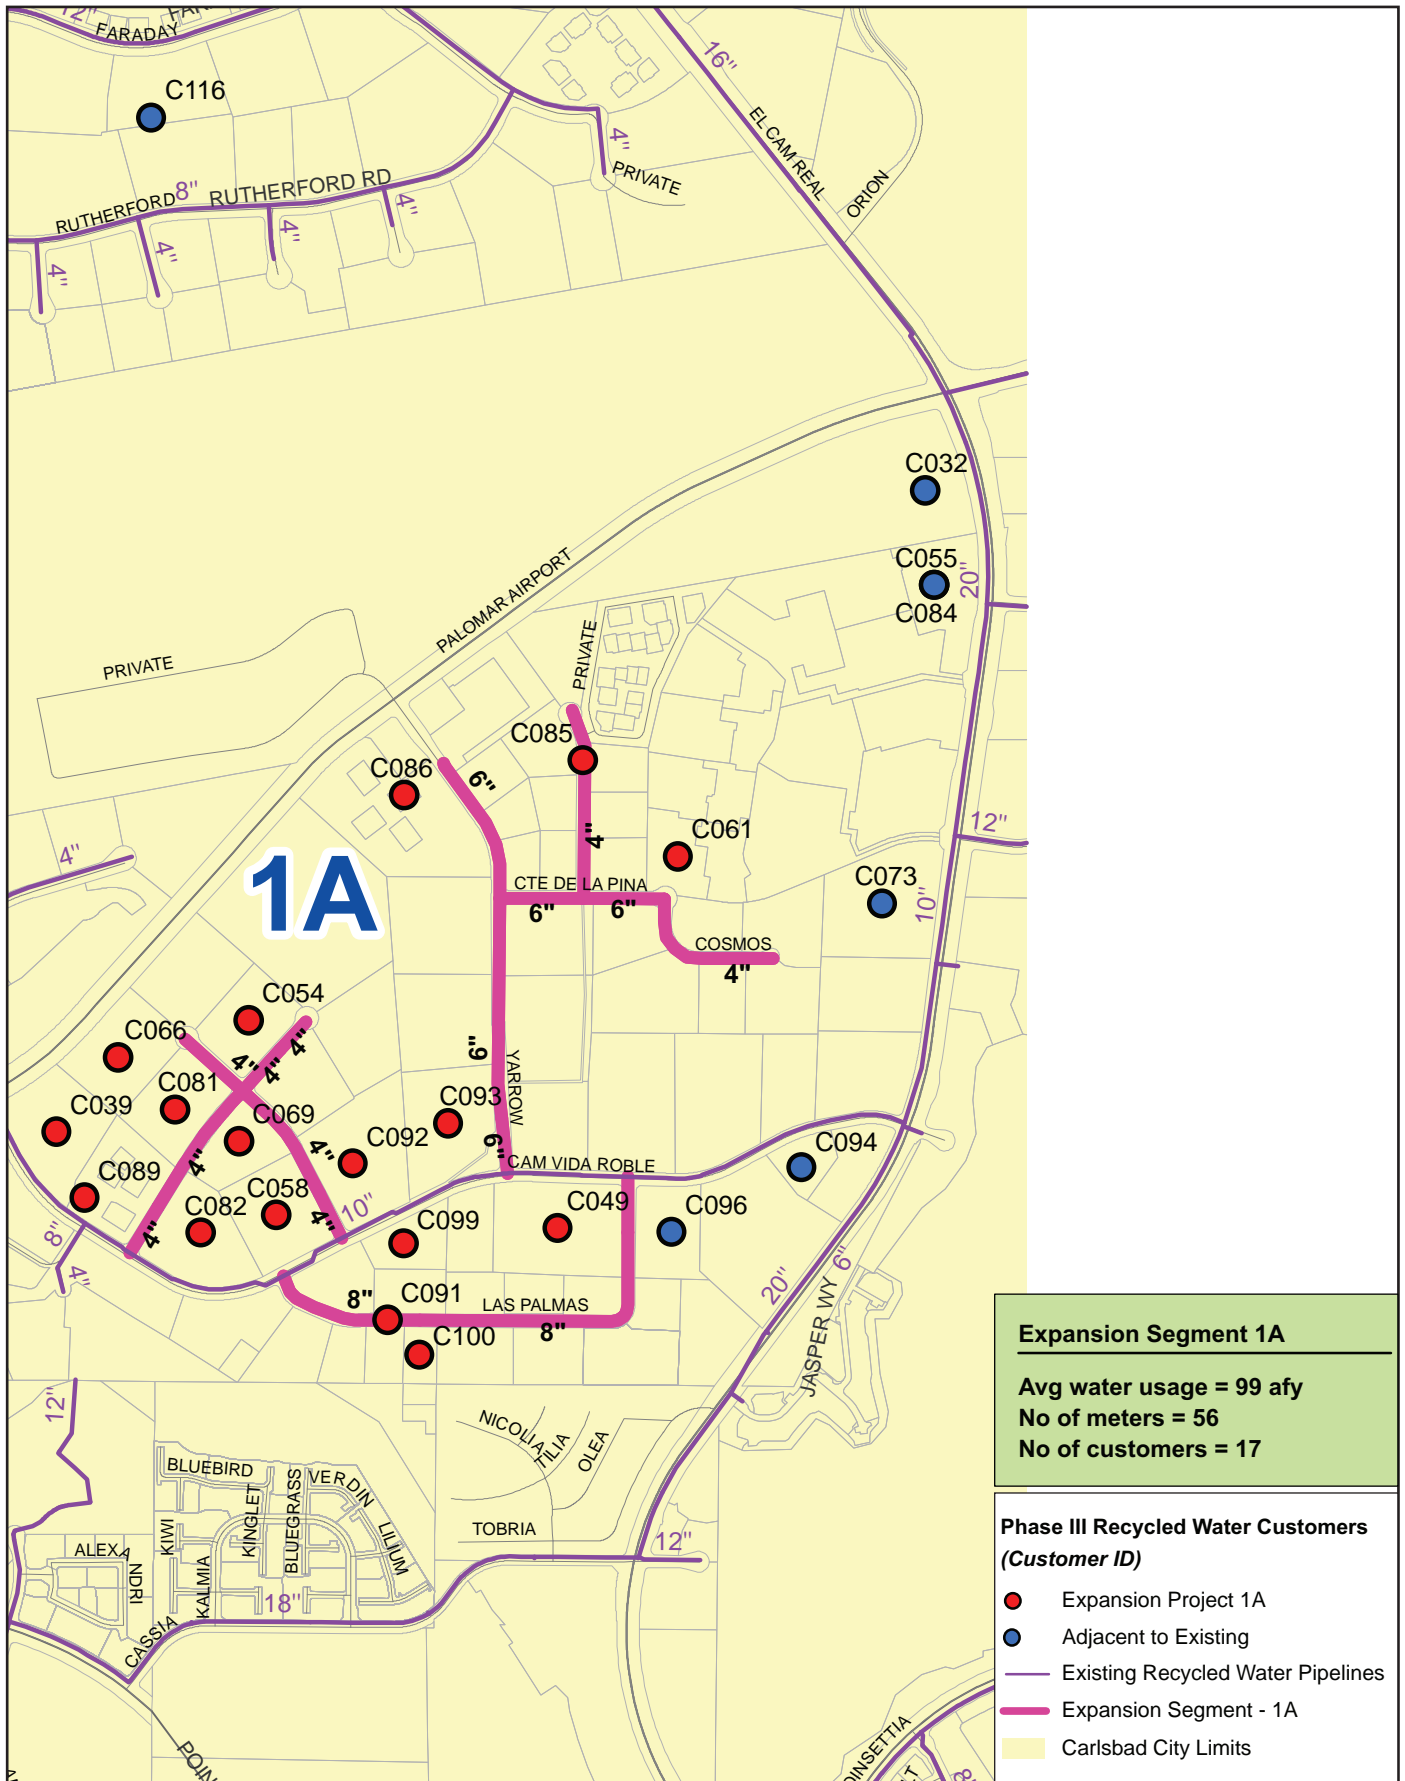 12"
FARADAY
FAR
C116
16"
EL CAM REAL
ORION
4"
PRIVATE
RUTHERFORD
8"
RUTHERFORD RD
4"
4"
4"
4"
C032
C055
C084
20"
PALOMAR AIRPORT
PRIVATE
PRIVATE
C085
C086
6"
4"
C061
12"
4"
1A
CTE DE LA PINA
6"
6"
C073
10"
COSMOS
4"
C054
C066
4"
4"
4"
6"
YARROW
C081
C039
C069
C093
4"
C092
6"
CAM VIDA ROBLE
C094
4"
C089
C058
C082
4"
4"
10"
C099
C049
C096
8"
4"
8"
C091
LAS PALMAS
8"
C100
20"
6"
JASPER WY
12"
NICOLIA
TILIA
OLEA
TOBRIA
12"
BLUEBIRD
VERDIN
KIWI
KINGLET
BLUEGRASS
LILIUM
KALMIA
ALEXA
NDRI
CASSIA
18"
POIN
OINSETTIA
LT
8"
Expansion Segment 1A
Avg water usage = 99 afy
No of meters = 56
No of customers = 17
Phase III Recycled Water Customers
(Customer ID)
Expansion Project 1A
Adjacent to Existing
Existing Recycled Water Pipelines
Expansion Segment - 1A
Carlsbad City Limits